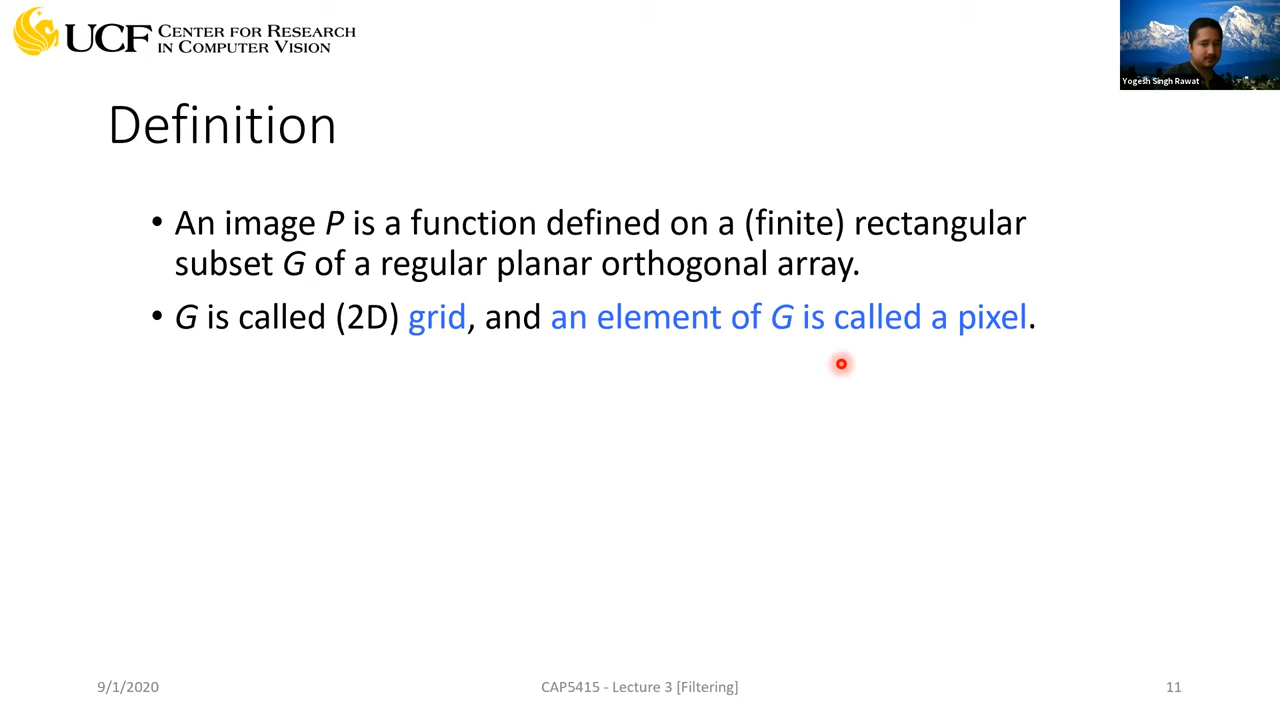 UCF CENTER FOR RESEARCH
IN COMPUTER VISION
Yogesh Singh Rawat
Definition
• An image P is a function defined on a (finite) rectangular
subset G of a regular planar orthogonal array.
• G is called (2D) grid, and an element of G is called a pixel.
9/1/2020
CAP5415 - Lecture 3 [Filtering]
11